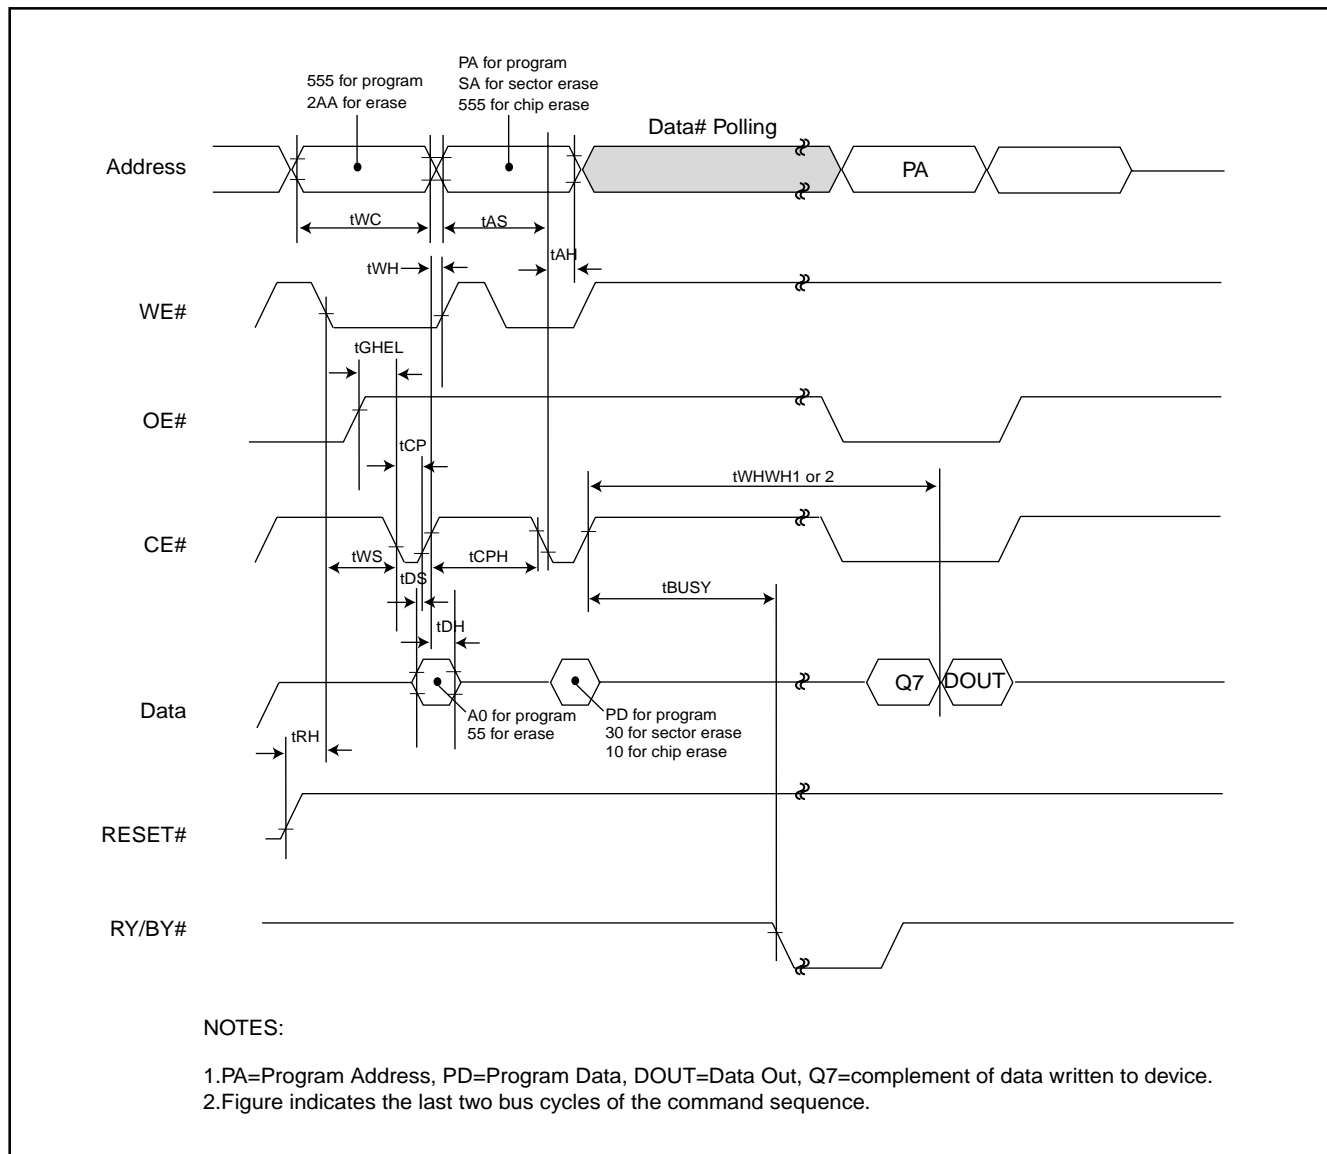 555 for program
2AA for erase
PA for program
SA for sector erase
555 for chip erase
Data# Polling
Address
PA
tWC
tAS
tAH
tWH
WE#
tGHEL
OE#
tCP
tWHWH1 or 2
CE#
tWS
tCPH
tDS
tBUSY
tDH
Q7
DOUT
Data
A0 for program
55 for erase
PD for program
30 for sector erase
10 for chip erase
tRH
RESET#
RY/BY#
NOTES:
1.PA=Program Address, PD=Program Data, DOUT=Data Out, Q7=complement of data written to device.
2.Figure indicates the last two bus cycles of the command sequence.